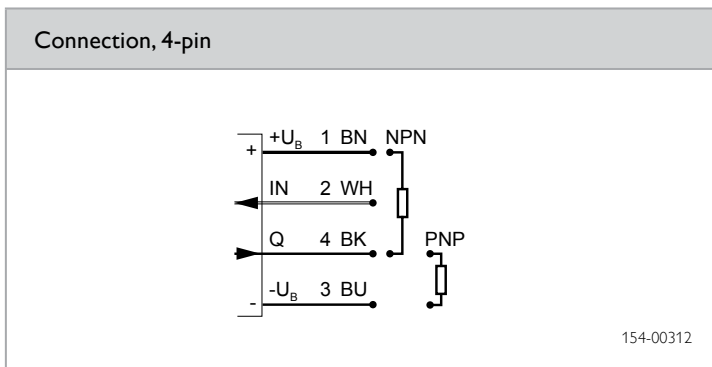 Connection, 4-pin
+U_B 1 BN NPN
+
IN 2 WH
Q 4 BK PNP
-U_B 3 BU
-
154-00312